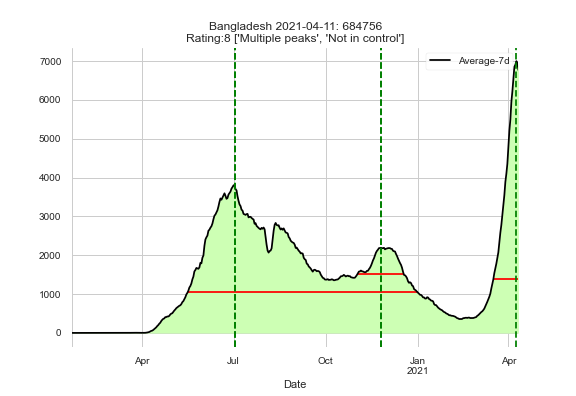 Bangladesh 2021-04-11: 684756
Rating:8 ['Multiple peaks', 'Not in control']
Average-7d
7000
6000
5000
4000
3000
2000
1000
0
Apr
Jul
Oct
Jan
2021
Apr
Date